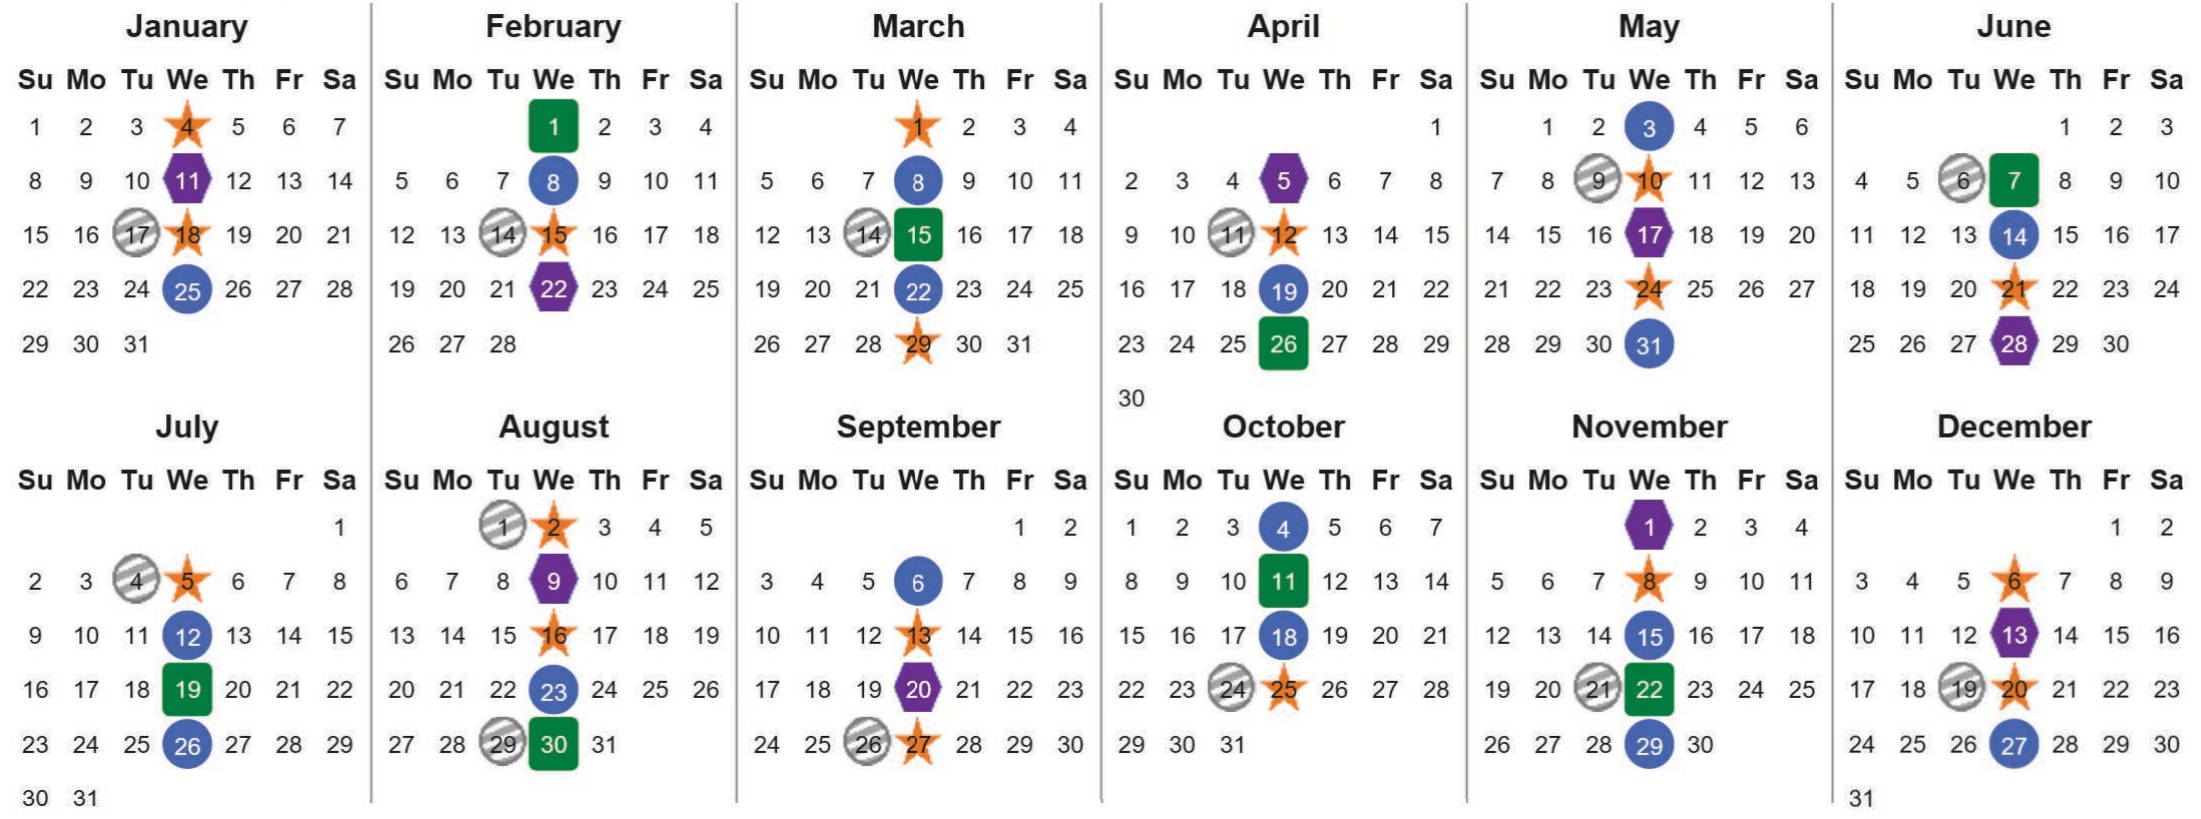 January February March April May June
Su Mo Tu We Th Fr Sa Su Mo Tu We Th Fr Sa Su Mo Tu We Th Fr Sa Su Mo Tu We Th Fr Sa Su Mo Tu We Th Fr Sa Su Mo Tu We Th Fr Sa
1 2 3 4 5 6 7 1 2 3 4 1 2 3 4 1 1 2 3 4 5 6 1 2 3
8 9 10 11 12 13 14 5 6 7 8 9 10 11 5 6 7 8 9 10 11 2 3 4 5 6 7 8 7 8 9 10 11 12 13 4 5 6 7 8 9 10
15 16 17 18 19 20 21 12 13 14 15 16 17 18 12 13 14 15 16 17 18 9 10 11 12 13 14 15 14 15 16 17 18 19 20 11 12 13 14 15 16 17
22 23 24 25 26 27 28 19 20 21 22 23 24 25 19 20 21 22 23 24 25 16 17 18 19 20 21 22 21 22 23 24 25 26 27 18 19 20 21 22 23 24
29 30 31 26 27 28 26 27 28 29 30 31 23 24 25 26 27 28 29 28 29 30 31 25 26 27 28 29 30
30
July August September October November December
Su Mo Tu We Th Fr Sa Su Mo Tu We Th Fr Sa Su Mo Tu We Th Fr Sa Su Mo Tu We Th Fr Sa Su Mo Tu We Th Fr Sa Su Mo Tu We Th Fr Sa
1 1 2 3 4 5 1 2 1 2 3 4 5 6 7 1 2 3 4 1 2
2 3 4 5 6 7 8 6 7 8 9 10 11 12 3 4 5 6 7 8 9 8 9 10 11 12 13 14 5 6 7 8 9 10 11 3 4 5 6 7 8 9
9 10 11 12 13 14 15 13 14 15 16 17 18 19 10 11 12 13 14 15 16 15 16 17 18 19 20 21 12 13 14 15 16 17 18 10 11 12 13 14 15 16
16 17 18 19 20 21 22 20 21 22 23 24 25 26 17 18 19 20 21 22 23 22 23 24 25 26 27 28 19 20 21 22 23 24 25 17 18 19 20 21 22 23
23 24 25 26 27 28 29 27 28 29 30 31 24 25 26 27 28 29 30 29 30 31 26 27 28 29 30 24 25 26 27 28 29 30
30 31 31